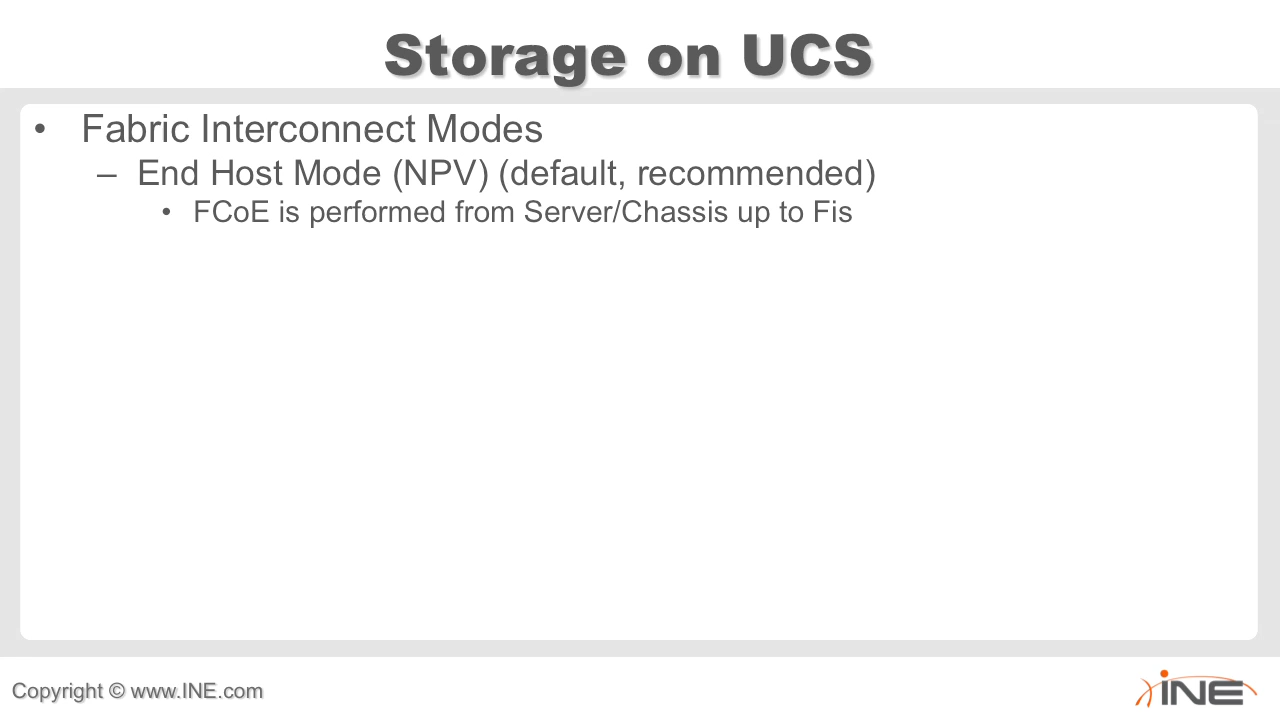 Storage on UCS
• Fabric Interconnect Modes
– End Host Mode (NPV) (default, recommended)
• FCoE is performed from Server/Chassis up to Fis
Copyright © www.INE.com
INE